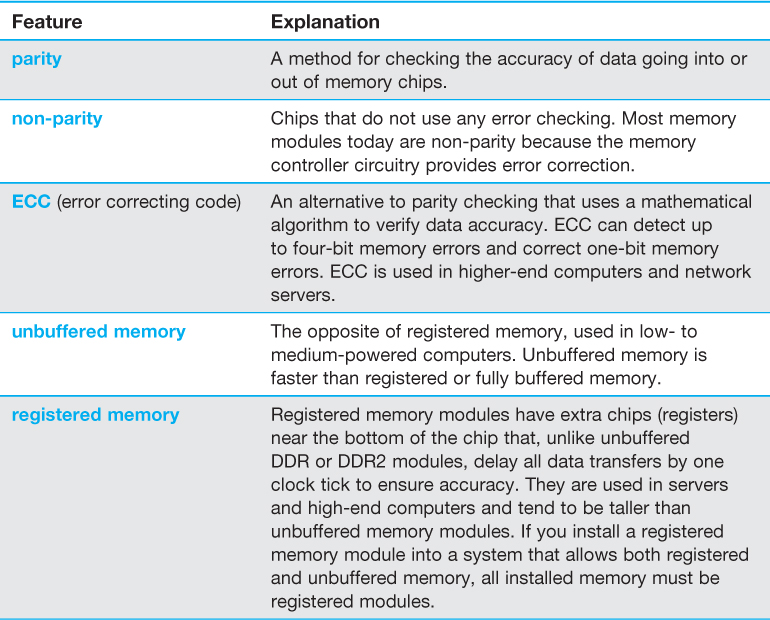 Feature Explanation
parity A method for checking the accuracy of data going into or
out of memory chips.
non-parity Chips that do not use any error checking. Most memory
modules today are non-parity because the memory
controller circuitry provides error correction.
ECC (error correcting code) An alternative to parity checking that uses a mathematical
algorithm to verify data accuracy. ECC can detect up
to four-bit memory errors and correct one-bit memory
errors. ECC is used in higher-end computers and network
servers.
unbuffered memory The opposite of registered memory, used in low- to
medium-powered computers. Unbuffered memory is
faster than registered or fully buffered memory.
registered memory Registered memory modules have extra chips (registers)
near the bottom of the chip that, unlike unbuffered
DDR or DDR2 modules, delay all data transfers by one
clock tick to ensure accuracy. They are used in servers
and high-end computers and tend to be taller than
unbuffered memory modules. If you install a registered
memory module into a system that allows both registered
and unbuffered memory, all installed memory must be
registered modules.